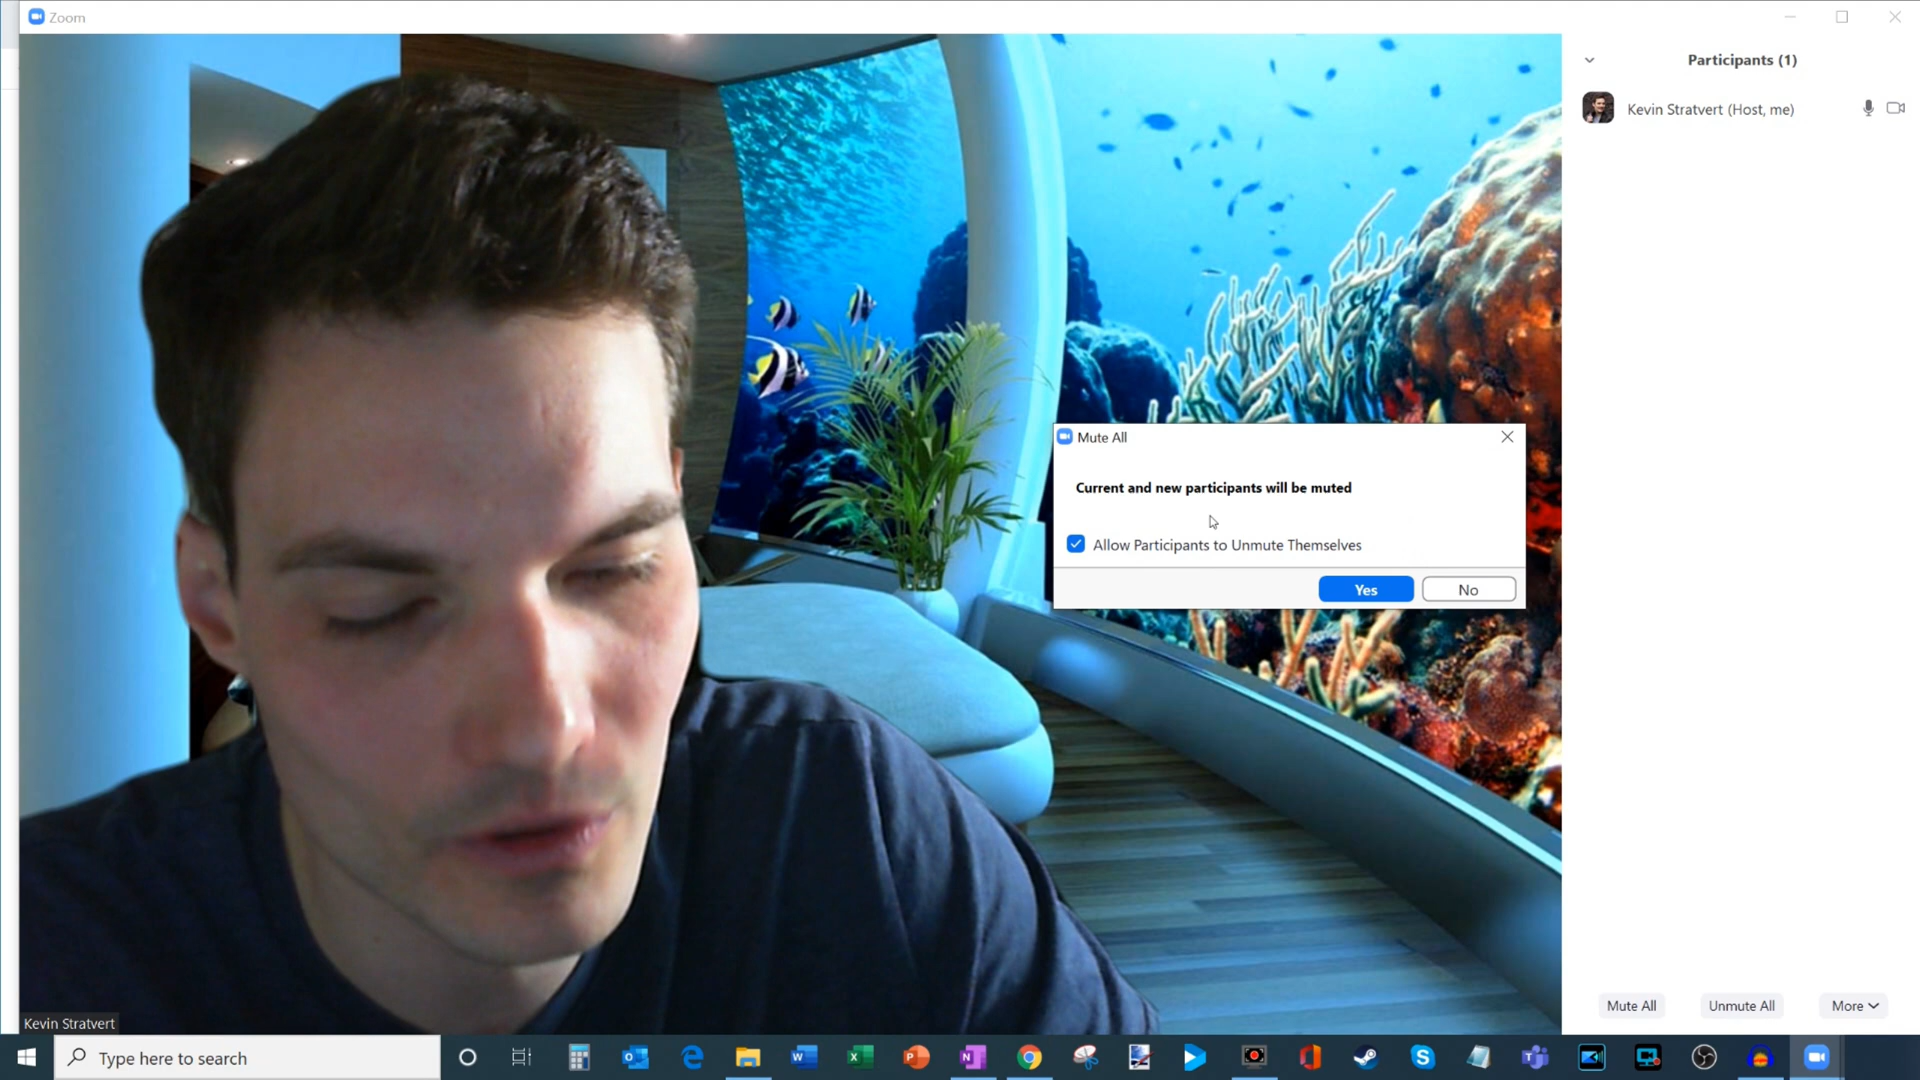 Zoom
Participants (1)
Kevin Stratvert (Host, me)
Mute All
Current and new participants will be muted
Allow Participants to Unmute Themselves
Yes
No
Mute All
Unmute All
More
Kevin Stratvert
Type here to search